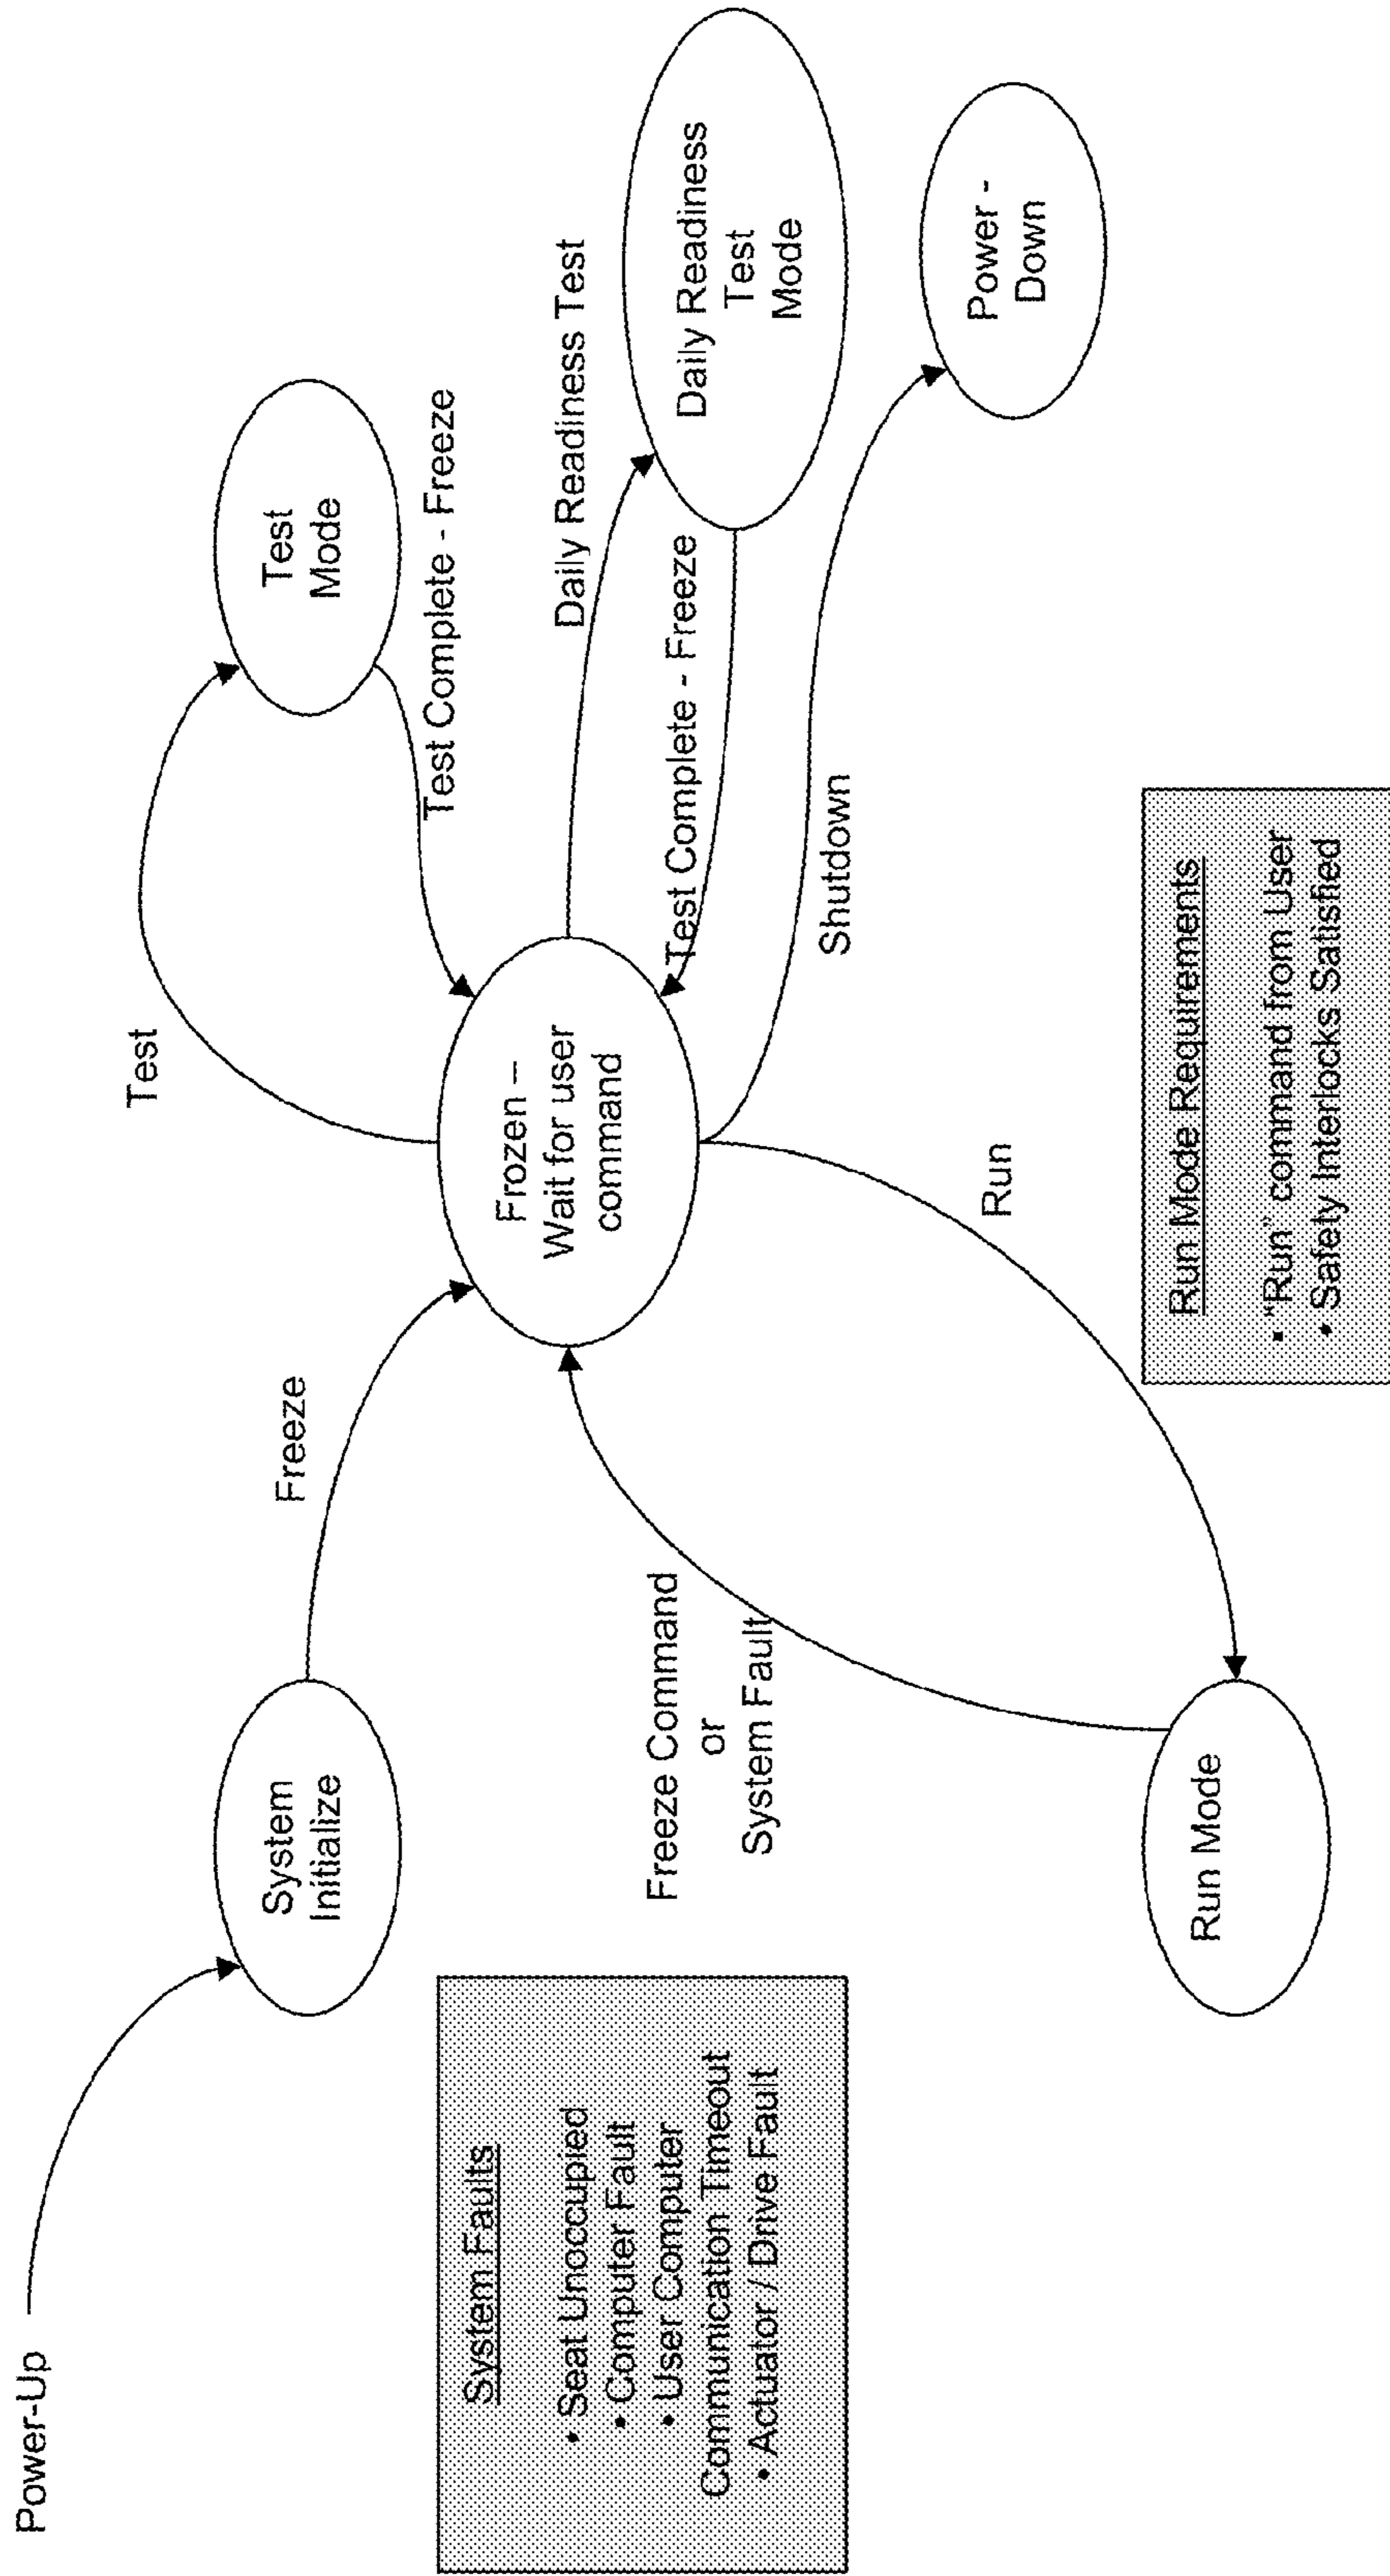 Power-Up
System
Initialize
Freeze
Test
Test
Mode
Test Complete - Freeze
System Faults
• Seat Unoccupied
• Computer Fault
• User Computer
Communication Timeout
• Actuator / Drive Fault
Frozen –
Wait for user
command
Daily Readiness Test
Daily Readiness
Test
Mode
Test Complete - Freeze
Freeze Command
or
System Fault
Shutdown
Power -
Down
Run
Run Mode
Run Mode Requirements
• "Run" command from User
• Safety Interlocks Satisfied